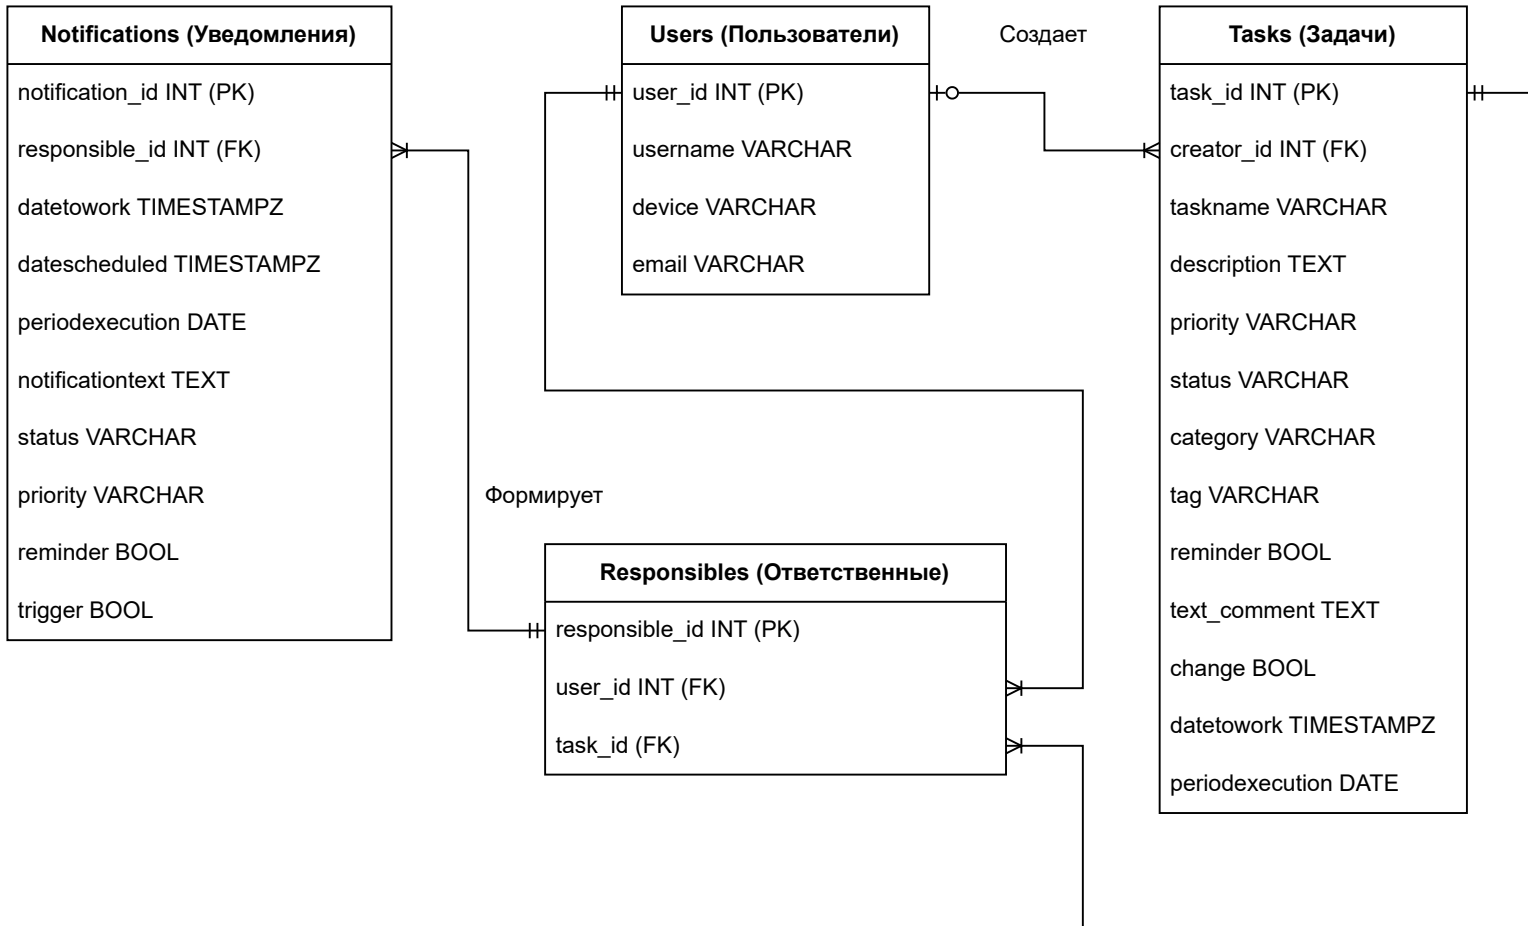 Notifications (Уведомления)
notification_id INT (PK)
responsible_id INT (FK)
datetowork TIMESTAMPZ
datescheduled TIMESTAMPZ
periodexecution DATE
notificationtext TEXT
status VARCHAR
priority VARCHAR
reminder BOOL
trigger BOOL
Users (Пользователи)
user_id INT (PK)
username VARCHAR
device VARCHAR
email VARCHAR
Создает
Tasks (Задачи)
task_id INT (PK)
creator_id INT (FK)
taskname VARCHAR
description TEXT
priority VARCHAR
status VARCHAR
category VARCHAR
tag VARCHAR
reminder BOOL
text_comment TEXT
change BOOL
datetowork TIMESTAMPZ
periodexecution DATE
Формирует
Responsibles (Ответственные)
responsible_id INT (PK)
user_id INT (FK)
task_id (FK)